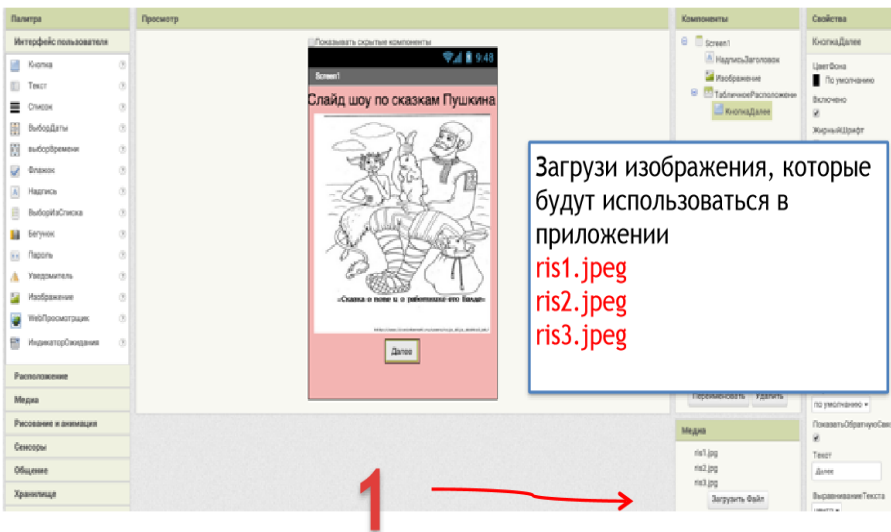 Палитра
Интерфейс пользователя
Кнопка
Текст
Список
ВыборДаты
выборВремени
Флажок
Надпись
ВыборИзСписка
Бегунок
Пароль
Уведомитель
Изображение
WebПросмотрщик
ИндикаторОжидания
Расположение
Медиа
Рисование и анимация
Сенсоры
Общение
Хранилище
Просмотр
Показывать скрытые компоненты
9:48
Screen1
Слайд шоу по сказкам Пушкина
«Сказка о попе и о работнике его Балде»
Далее
1
Компоненты
Screen1
НадписьЗаголовок
Изображение
ТабличноеРасположени
КнопкаДалее
Загрузи изображения, которые
будут использоваться в
приложении
ris1.jpeg
ris2.jpeg
ris3.jpeg
Переименовать Удалить
Медиа
ris1.jpg
ris2.jpg
ris3.jpg
Загрузить Файл
Свойства
КнопкаДалее
ЦветФона
По умолчанию
Включено
ЖирныйШрифт
по умолчанию
ПоказатьОбратнуюСвя
Текст
Далее
ВыравниваниеТекста